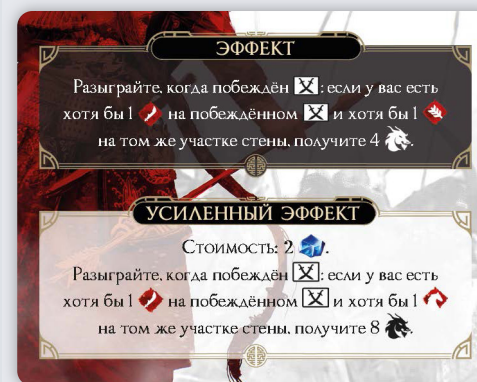 ЭФФЕКТ
Разыграйте, когда побеждён : если у вас есть
хотя бы 1 на побеждённом и хотя бы 1
на том же участке стены, получите 4 .
УСИЛЕННЫЙ ЭФФЕКТ
Стоимость: 2 .
Разыграйте, когда побеждён : если у вас есть
хотя бы 1 на побеждённом и хотя бы 1
на том же участке стены, получите 8 .